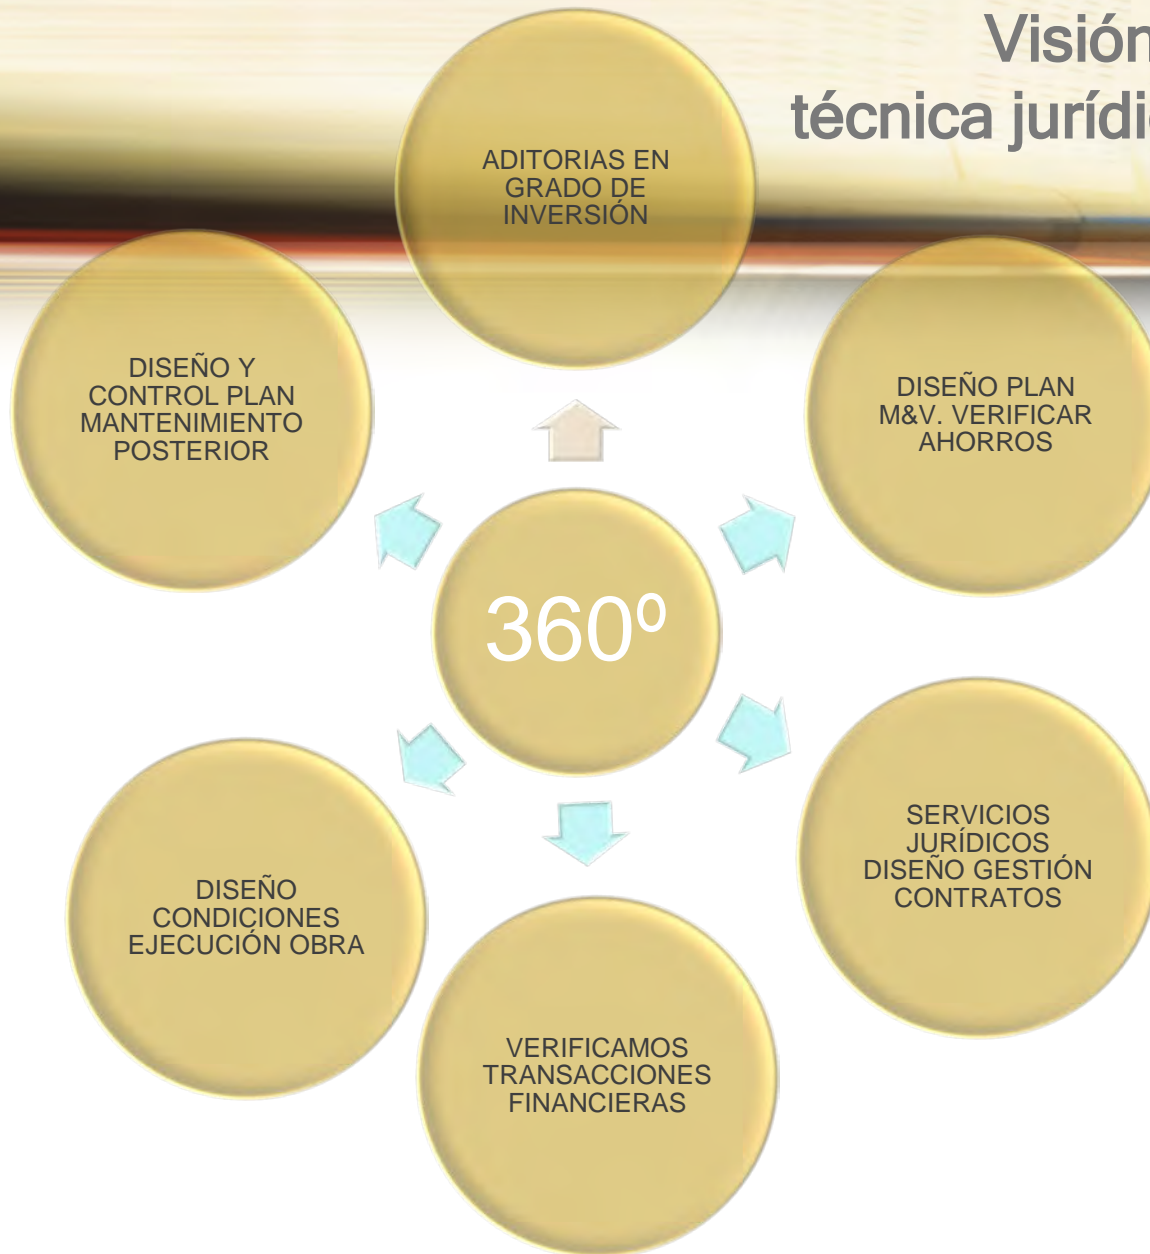 Visión
técnica
ADITORIAS EN
GRADO DE
INVERSIÓN
DISEÑO PLAN
M&V. VERIFICAR
AHORROS
SERVICIOS
JURÍDICOS
DISEÑO GESTIÓN
CONTRATOS
VERIFICAMOS
TRANSACCIONES
FINANCIERAS
DISEÑO
CONDICIONES
EJECUCIÓN OBRA
DISEÑO Y
CONTROL PLAN
MANTENIMIENTO
POSTERIOR
360º